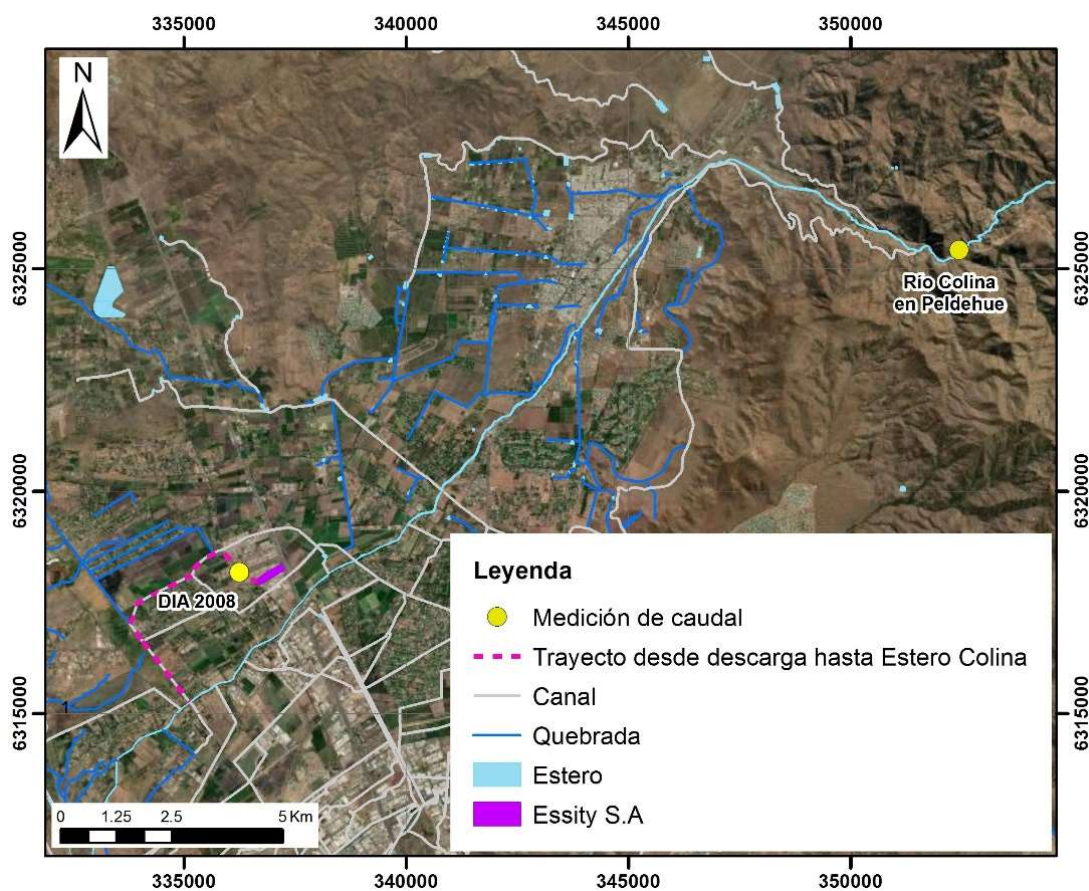 335000 340000 345000 350000
N
6325000
6325000
Río Colina
en Peldehue
6320000
6320000
DIA 2008
Leyenda
Medición de caudal
Trayecto desde descarga hasta Estero Colina
Canal
Quebrada
Estero
Essity S.A
6315000
1
6315000
0 1.25 2.5 5 Km
335000 340000 345000 350000